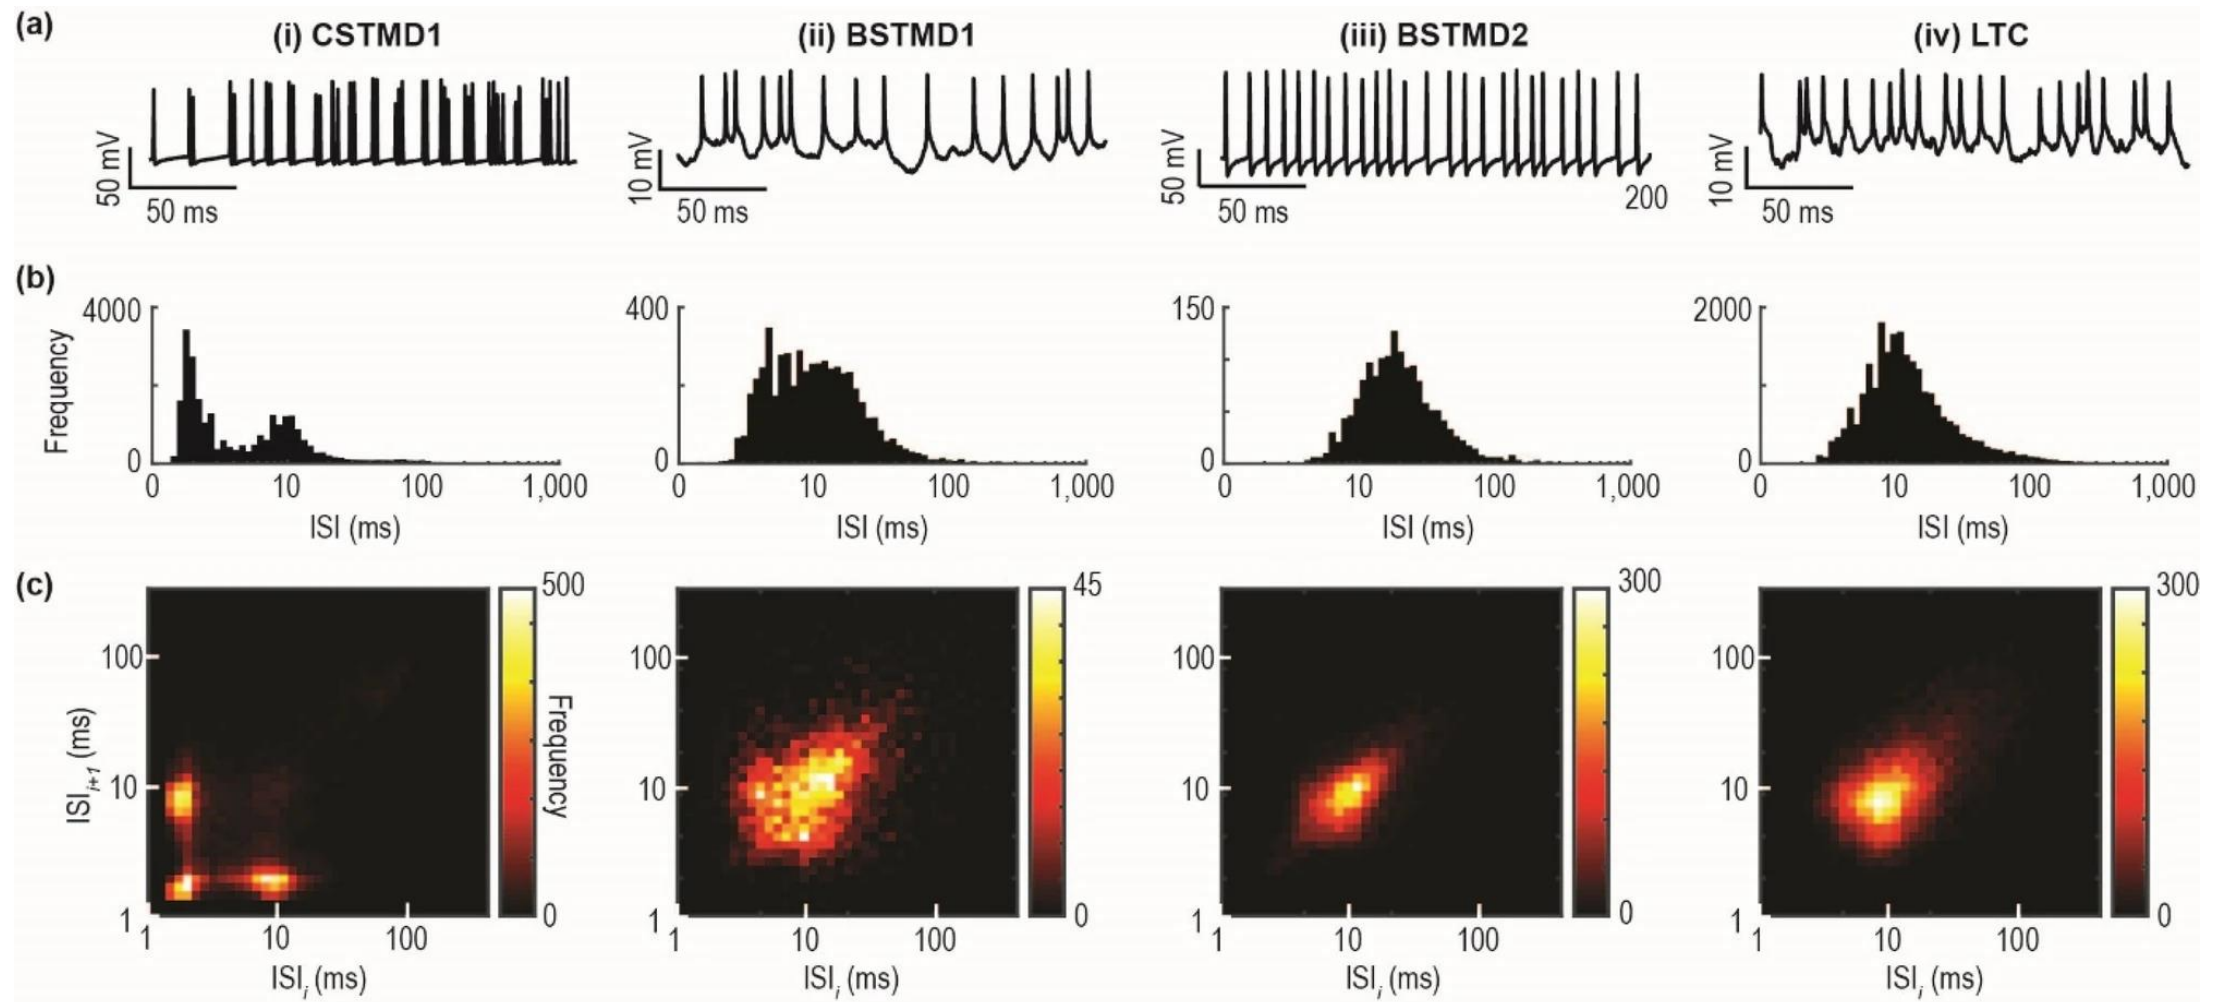 (a)
(i) CSTMD1
(ii) BSTMD1
(iii) BSTMD2
(iv) LTC
50 mV
50 ms
10 mV
50 ms
50 mV
50 ms
200
10 mV
50 ms
(b)
Frequency
4000
0
0 10 100 1,000
ISI (ms)
400
0
0 10 100 1,000
ISI (ms)
150
0
0 10 100 1,000
ISI (ms)
2000
0
0 10 100 1,000
ISI (ms)
(c)
ISIi+1 (ms)
100
10
1
1 10 100
ISIi (ms)
500
0
Frequency
100
10
1
1 10 100
ISIi (ms)
45
0
100
10
1
1 10 100
ISIi (ms)
300
0
100
10
1
1 10 100
ISIi (ms)
300
0